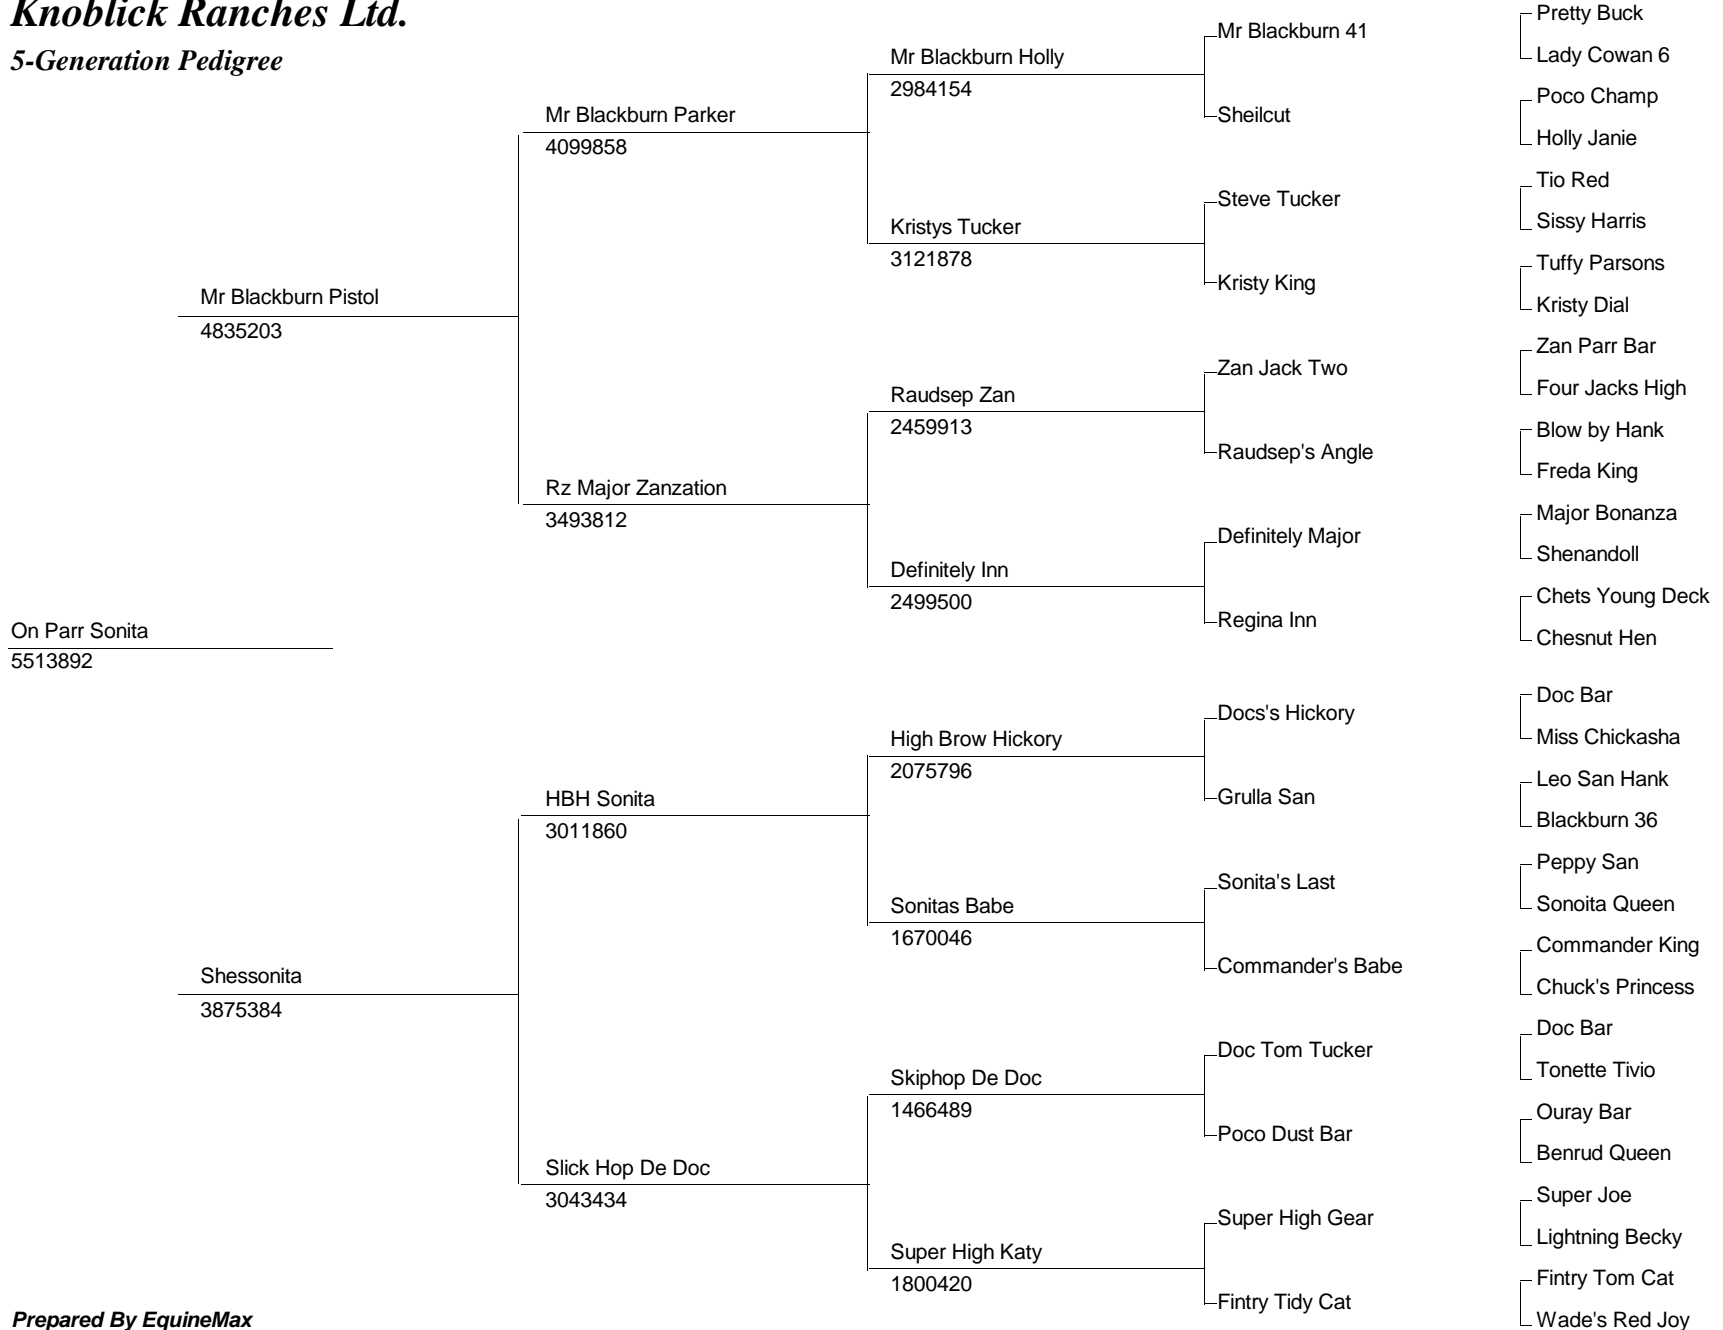 Knoblick Ranches Ltd.
5-Generation Pedigree
On Parr Sonita
5513892
Mr Blackburn Pistol
4835203
Shessonita
3875384
Mr Blackburn Parker
4099858
Rz Major Zanzation
3493812
HBH Sonita
3011860
Slick Hop De Doc
3043434
Mr Blackburn Holly
2984154
Kristys Tucker
3121878
Raudsep Zan
2459913
Definitely Inn
2499500
High Brow Hickory
2075796
Sonitas Babe
1670046
Skiphop De Doc
1466489
Super High Katy
1800420
Mr Blackburn 41
Sheilcut
Steve Tucker
Kristy King
Zan Jack Two
Raudsep's Angle
Definitely Major
Regina Inn
Docs's Hickory
Grulla San
Sonita's Last
Commander's Babe
Doc Tom Tucker
Poco Dust Bar
Super High Gear
Fintry Tidy Cat
Pretty Buck
Lady Cowan 6
Poco Champ
Holly Janie
Tio Red
Sissy Harris
Tuffy Parsons
Kristy Dial
Zan Parr Bar
Four Jacks High
Blow by Hank
Freda King
Major Bonanza
Shenandoll
Chets Young Deck
Chesnut Hen
Doc Bar
Miss Chickasha
Leo San Hank
Blackburn 36
Peppy San
Sonoita Queen
Commander King
Chuck's Princess
Doc Bar
Tonette Tivio
Ouray Bar
Benrud Queen
Super Joe
Lightning Becky
Fintry Tom Cat
Wade's Red Joy
Prepared By EquineMax